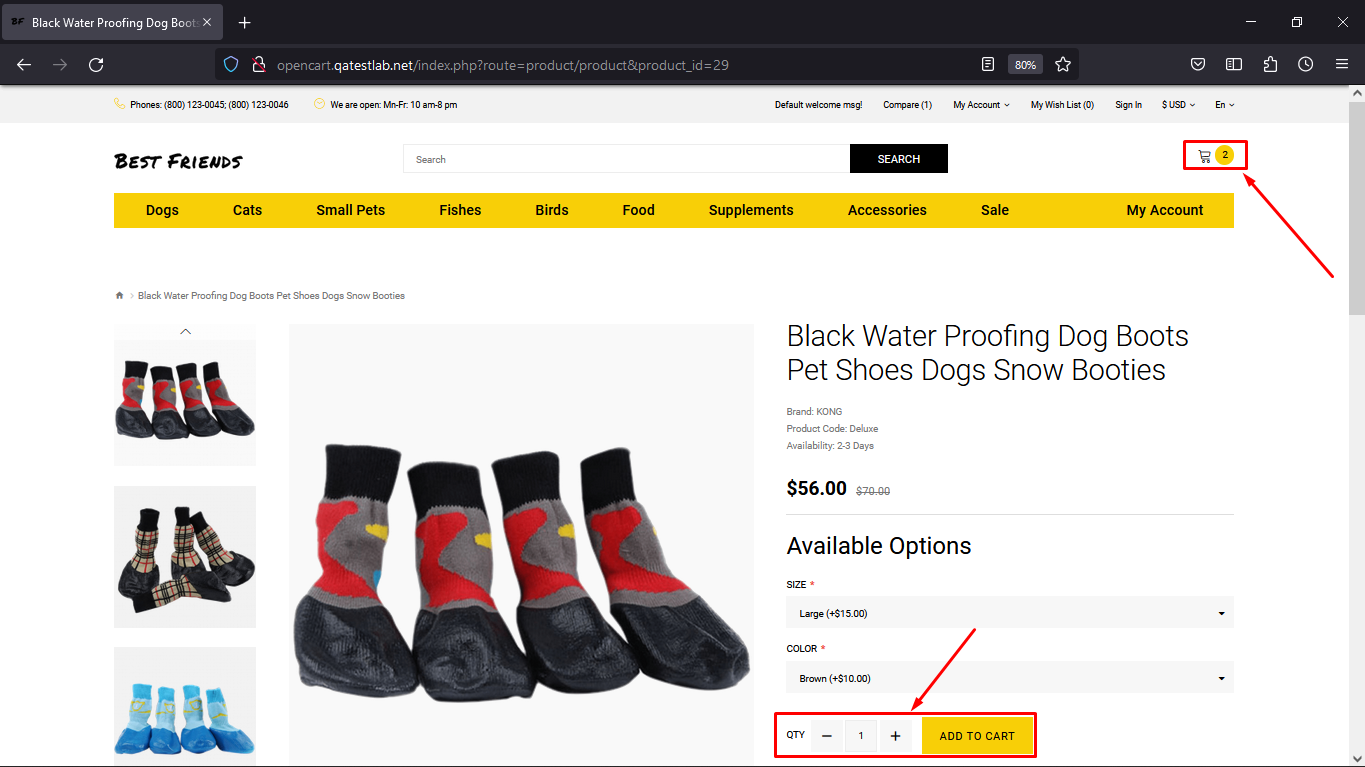 BF Black Water Proofing Dog Boots
opencart.qatestlab.net/index.php?route=product/product&product_id=29
80%
Phones: (800) 123-0045; (800) 123-0046
We are open: Mn-Fr: 10 am-8 pm
Default welcome msg!
Compare (1)
My Account
My Wish List (0)
Sign In
$ USD
En
Best Friends
Search
SEARCH
2
Dogs
Cats
Small Pets
Fishes
Birds
Food
Supplements
Accessories
Sale
My Account
Black Water Proofing Dog Boots Pet Shoes Dogs Snow Booties
Black Water Proofing Dog Boots
Pet Shoes Dogs Snow Booties
Brand: KONG
Product Code: Deluxe
Availability: 2-3 Days
$56.00 $70.00
Available Options
SIZE *
Large (+$15.00)
COLOR *
Brown (+$10.00)
QTY − 1 + ADD TO CART